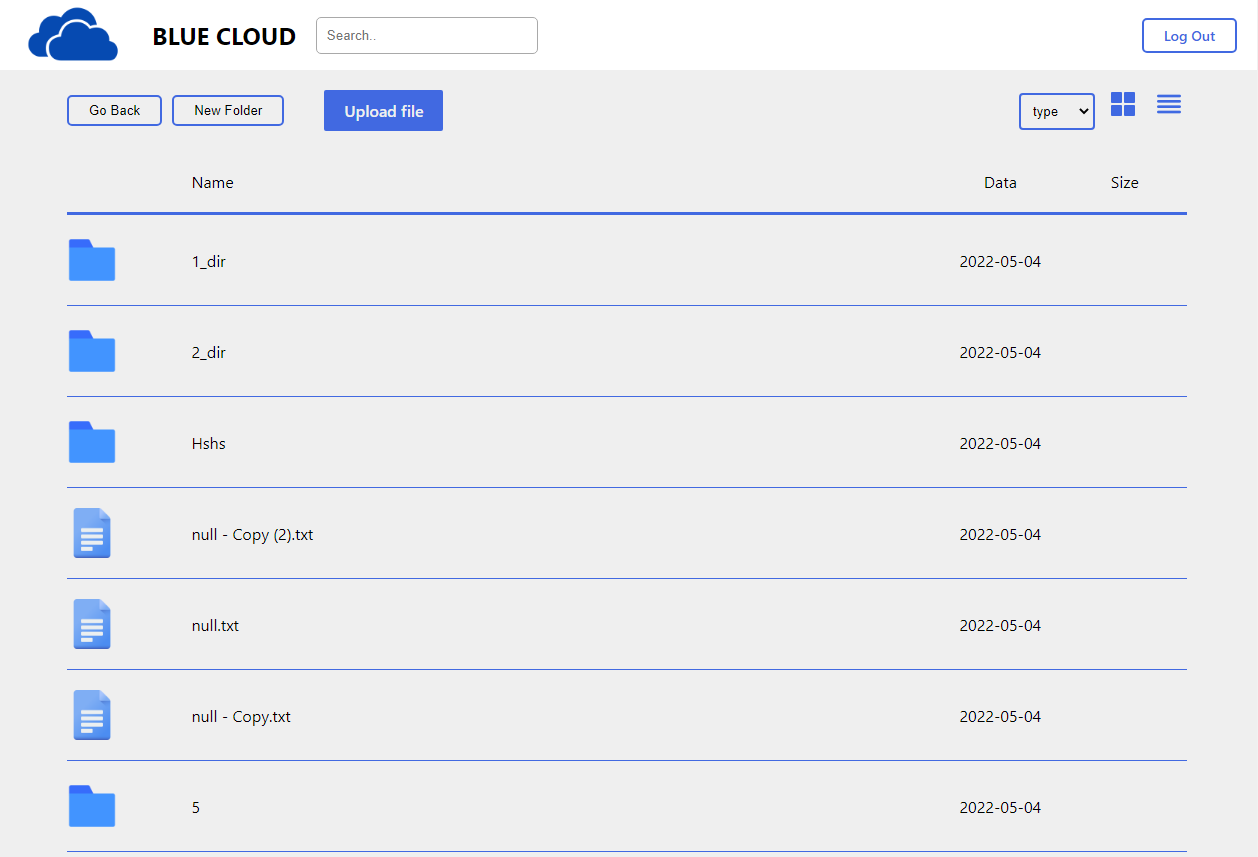 BLUE CLOUD
Search..
Log Out
Go Back
New Folder
Upload file
type
Name Data Size
1_dir 2022-05-04
2_dir 2022-05-04
Hshs 2022-05-04
null - Copy (2).txt 2022-05-04
null.txt 2022-05-04
null - Copy.txt 2022-05-04
5 2022-05-04